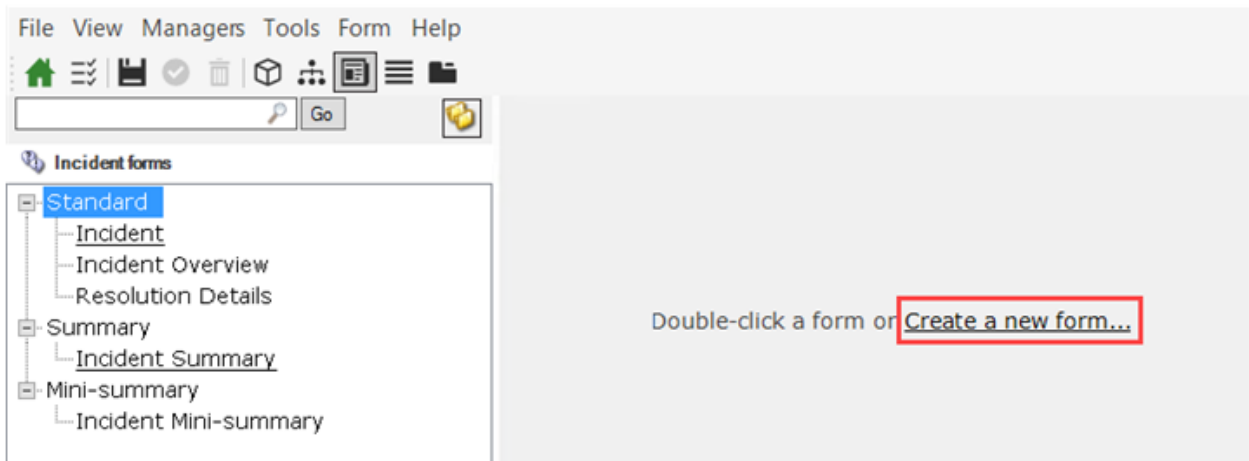 File View Managers Tools Form Help
Go
Incident forms
Standard
Incident
Incident Overview
Resolution Details
Summary
Incident Summary
Mini-summary
Incident Mini-summary
Double-click a form or Create a new form...